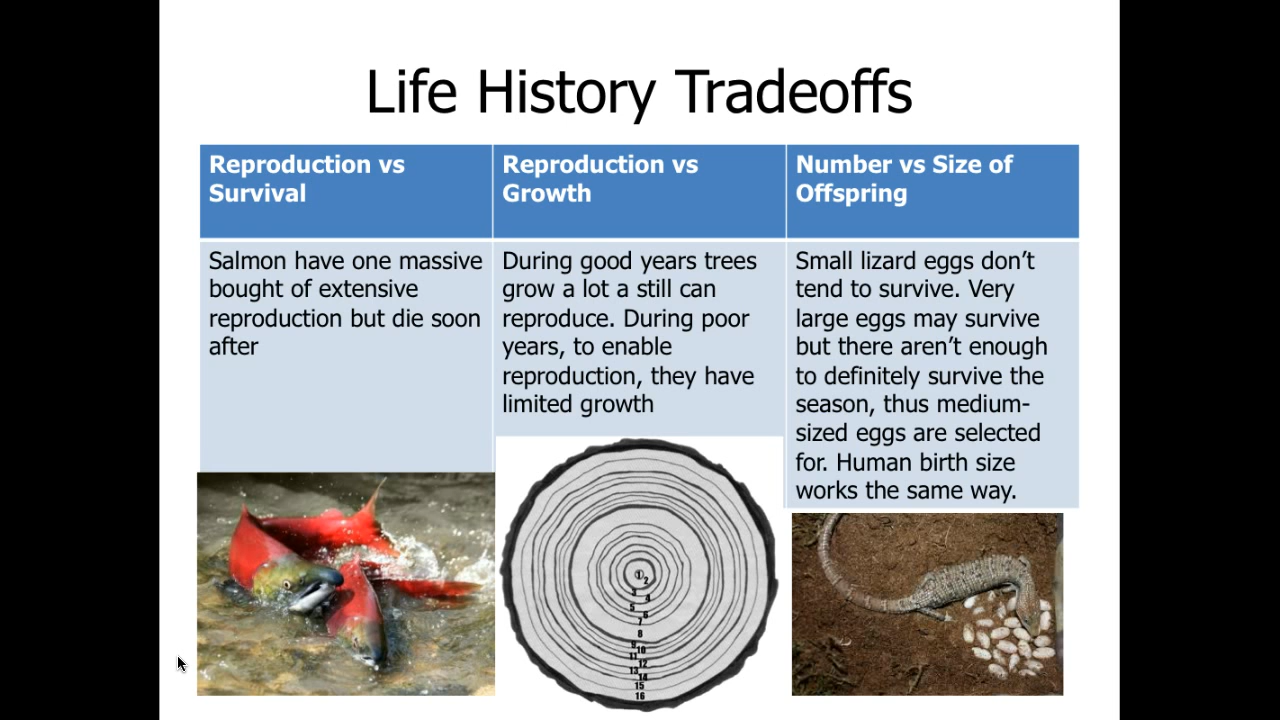 Life History Tradeoffs
Reproduction vs
Survival
Reproduction vs
Growth
Number vs Size of
Offspring
Salmon have one massive
bought of extensive
reproduction but die soon
after
During good years trees
grow a lot a still can
reproduce. During poor
years, to enable
reproduction, they have
limited growth
Small lizard eggs don’t
tend to survive. Very
large eggs may survive
but there aren’t enough
to definitely survive the
season, thus medium-
sized eggs are selected
for. Human birth size
works the same way.
1
2
3
4
5
6
7
8
9
10
11
12
13
14
15
16